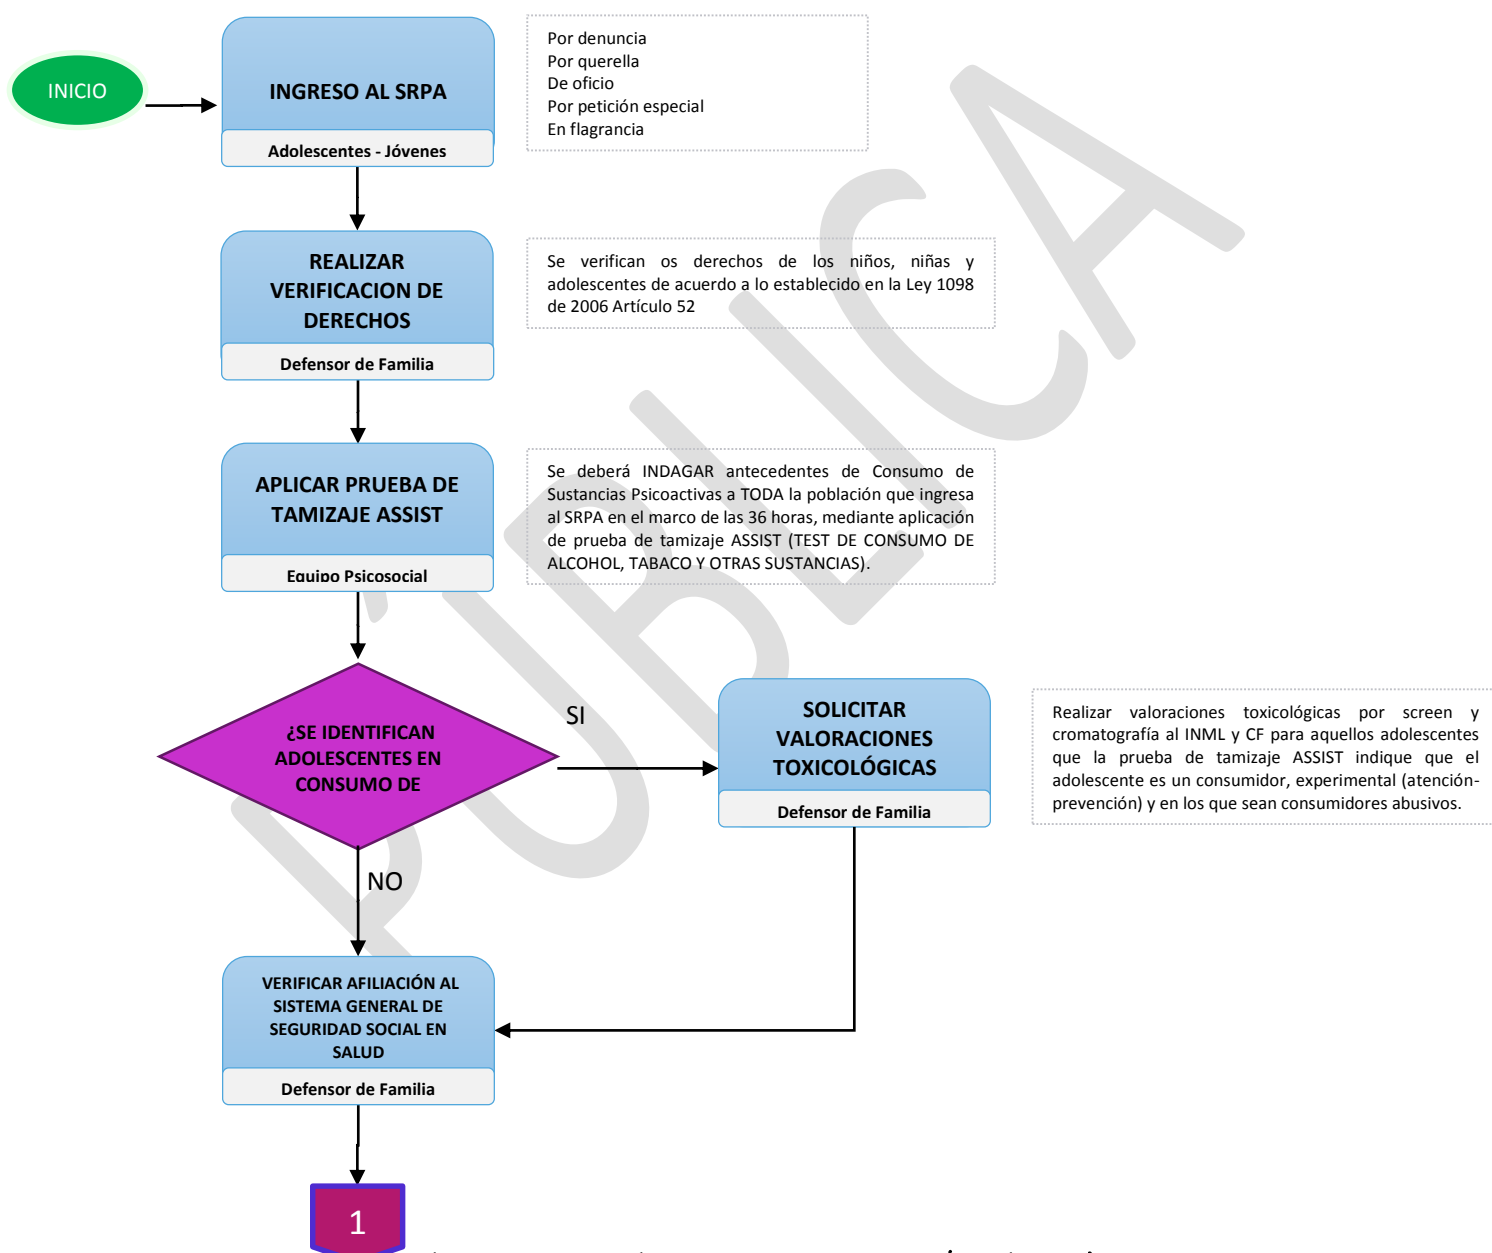 INICIO
INGRESO AL SRPA
Adolescentes - Jóvenes
Por denuncia
Por querella
De oficio
Por petición especial
En flagrancia
REALIZAR
VERIFICACION DE
DERECHOS
Defensor de Familia
Se verifican os derechos de los niños, niñas y
adolescentes de acuerdo a lo establecido en la Ley 1098
de 2006 Artículo 52
APLICAR PRUEBA DE
TAMIZAJE ASSIST
Equipo Psicosocial
Se deberá INDAGAR antecedentes de Consumo de
Sustancias Psicoactivas a TODA la población que ingresa
al SRPA en el marco de las 36 horas, mediante aplicación
de prueba de tamizaje ASSIST (TEST DE CONSUMO DE
ALCOHOL, TABACO Y OTRAS SUSTANCIAS).
¿SE IDENTIFICAN
ADOLESCENTES EN
CONSUMO DE
SI
SOLICITAR
VALORACIONES
TOXICOLÓGICAS
Defensor de Familia
Realizar valoraciones toxicológicas por screen y
cromatografía al INML y CF para aquellos adolescentes
que la prueba de tamizaje ASSIST indique que el
adolescente es un consumidor, experimental (atención-
prevención) y en los que sean consumidores abusivos.
NO
VERIFICAR AFILIACIÓN AL
SISTEMA GENERAL DE
SEGURIDAD SOCIAL EN
SALUD
Defensor de Familia
1
PÚBLICA